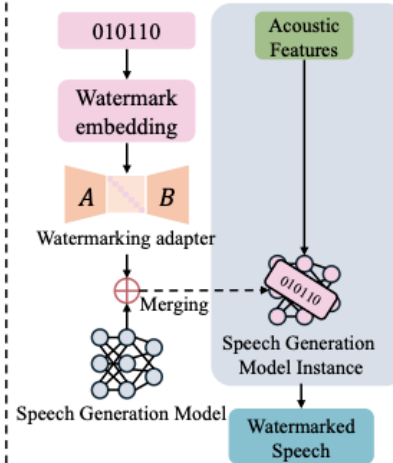 010110
Watermark
embedding
A B
Watermarking adapter
Merging
Speech Generation Model
Acoustic
Features
010110
Speech Generation
Model Instance
Watermarked
Speech